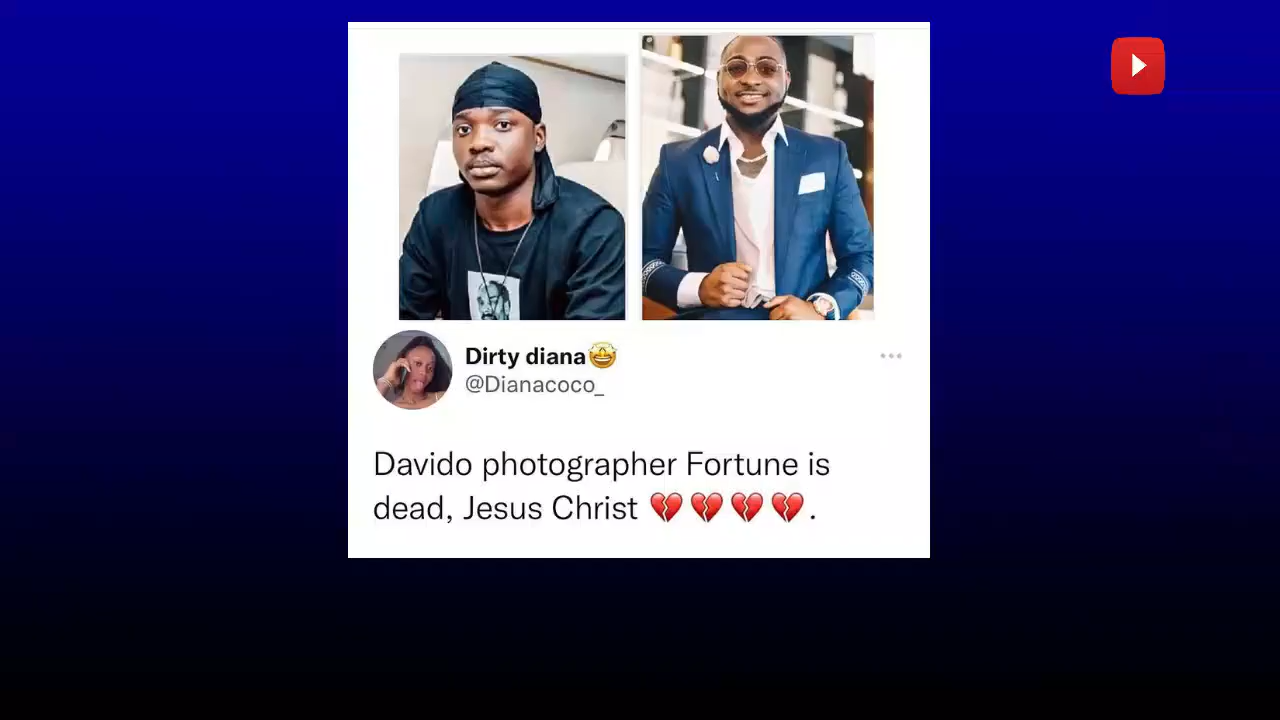 Dirty diana🤩
@Dianacoco_
Davido photographer Fortune is
dead, Jesus Christ 💔💔💔💔.